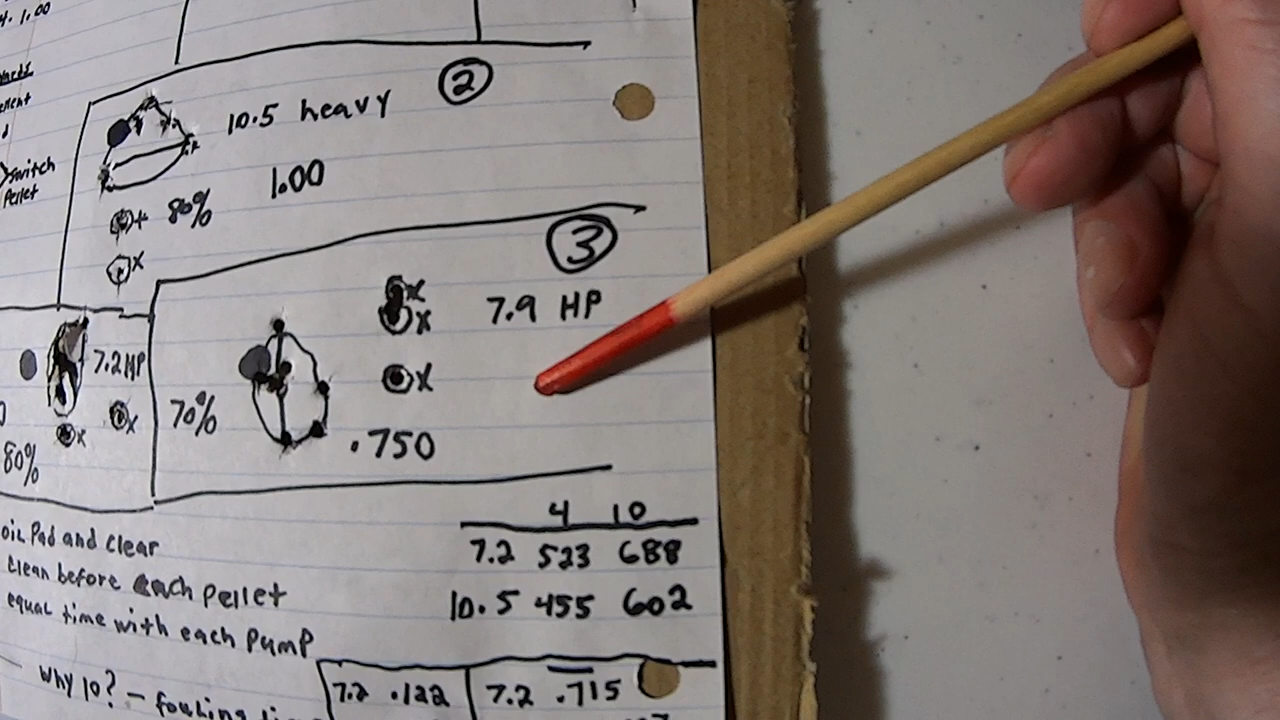 4. 1.00
Switch
Pellet
10.5 heavy
2
80%
1.00
3
7.9 HP
70%
.750
7.2 HP
80%
4 10
7.2 523 688
10.5 455 602
oil Pad and Clear
Clean before each pellet
equal time with each Pump
Why 10? -
7.2 .122
7.2 .715